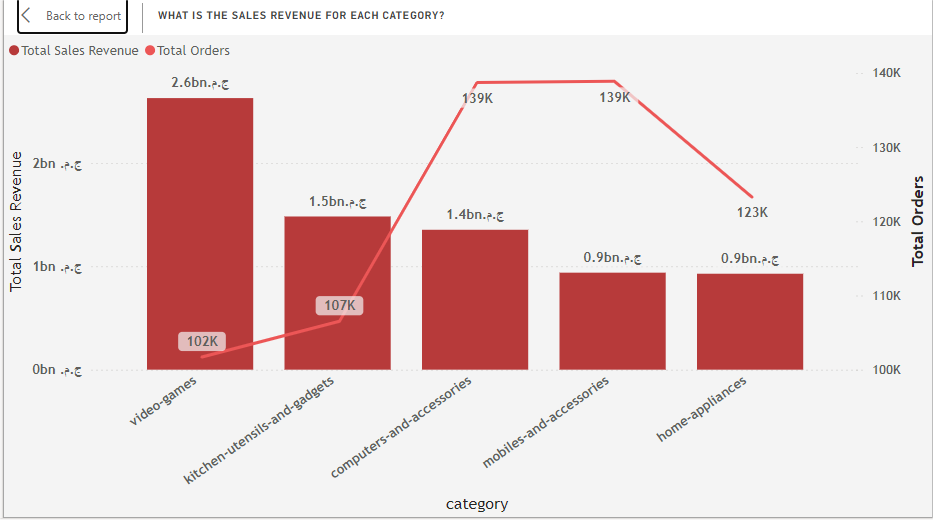 Back to report
WHAT IS THE SALES REVENUE FOR EACH CATEGORY?
Total Sales Revenue Total Orders
Total Sales Revenue
2bn ج.م.
1bn ج.م.
0bn ج.م.
2.6bn ج.م.
1.5bn ج.م.
1.4bn ج.م.
0.9bn ج.م.
0.9bn ج.م.
102K
107K
139K
139K
123K
140K
130K
120K
110K
100K
Total Orders
video-games
kitchen-utensils-and-gadgets
computers-and-accessories
mobiles-and-accessories
home-appliances
category